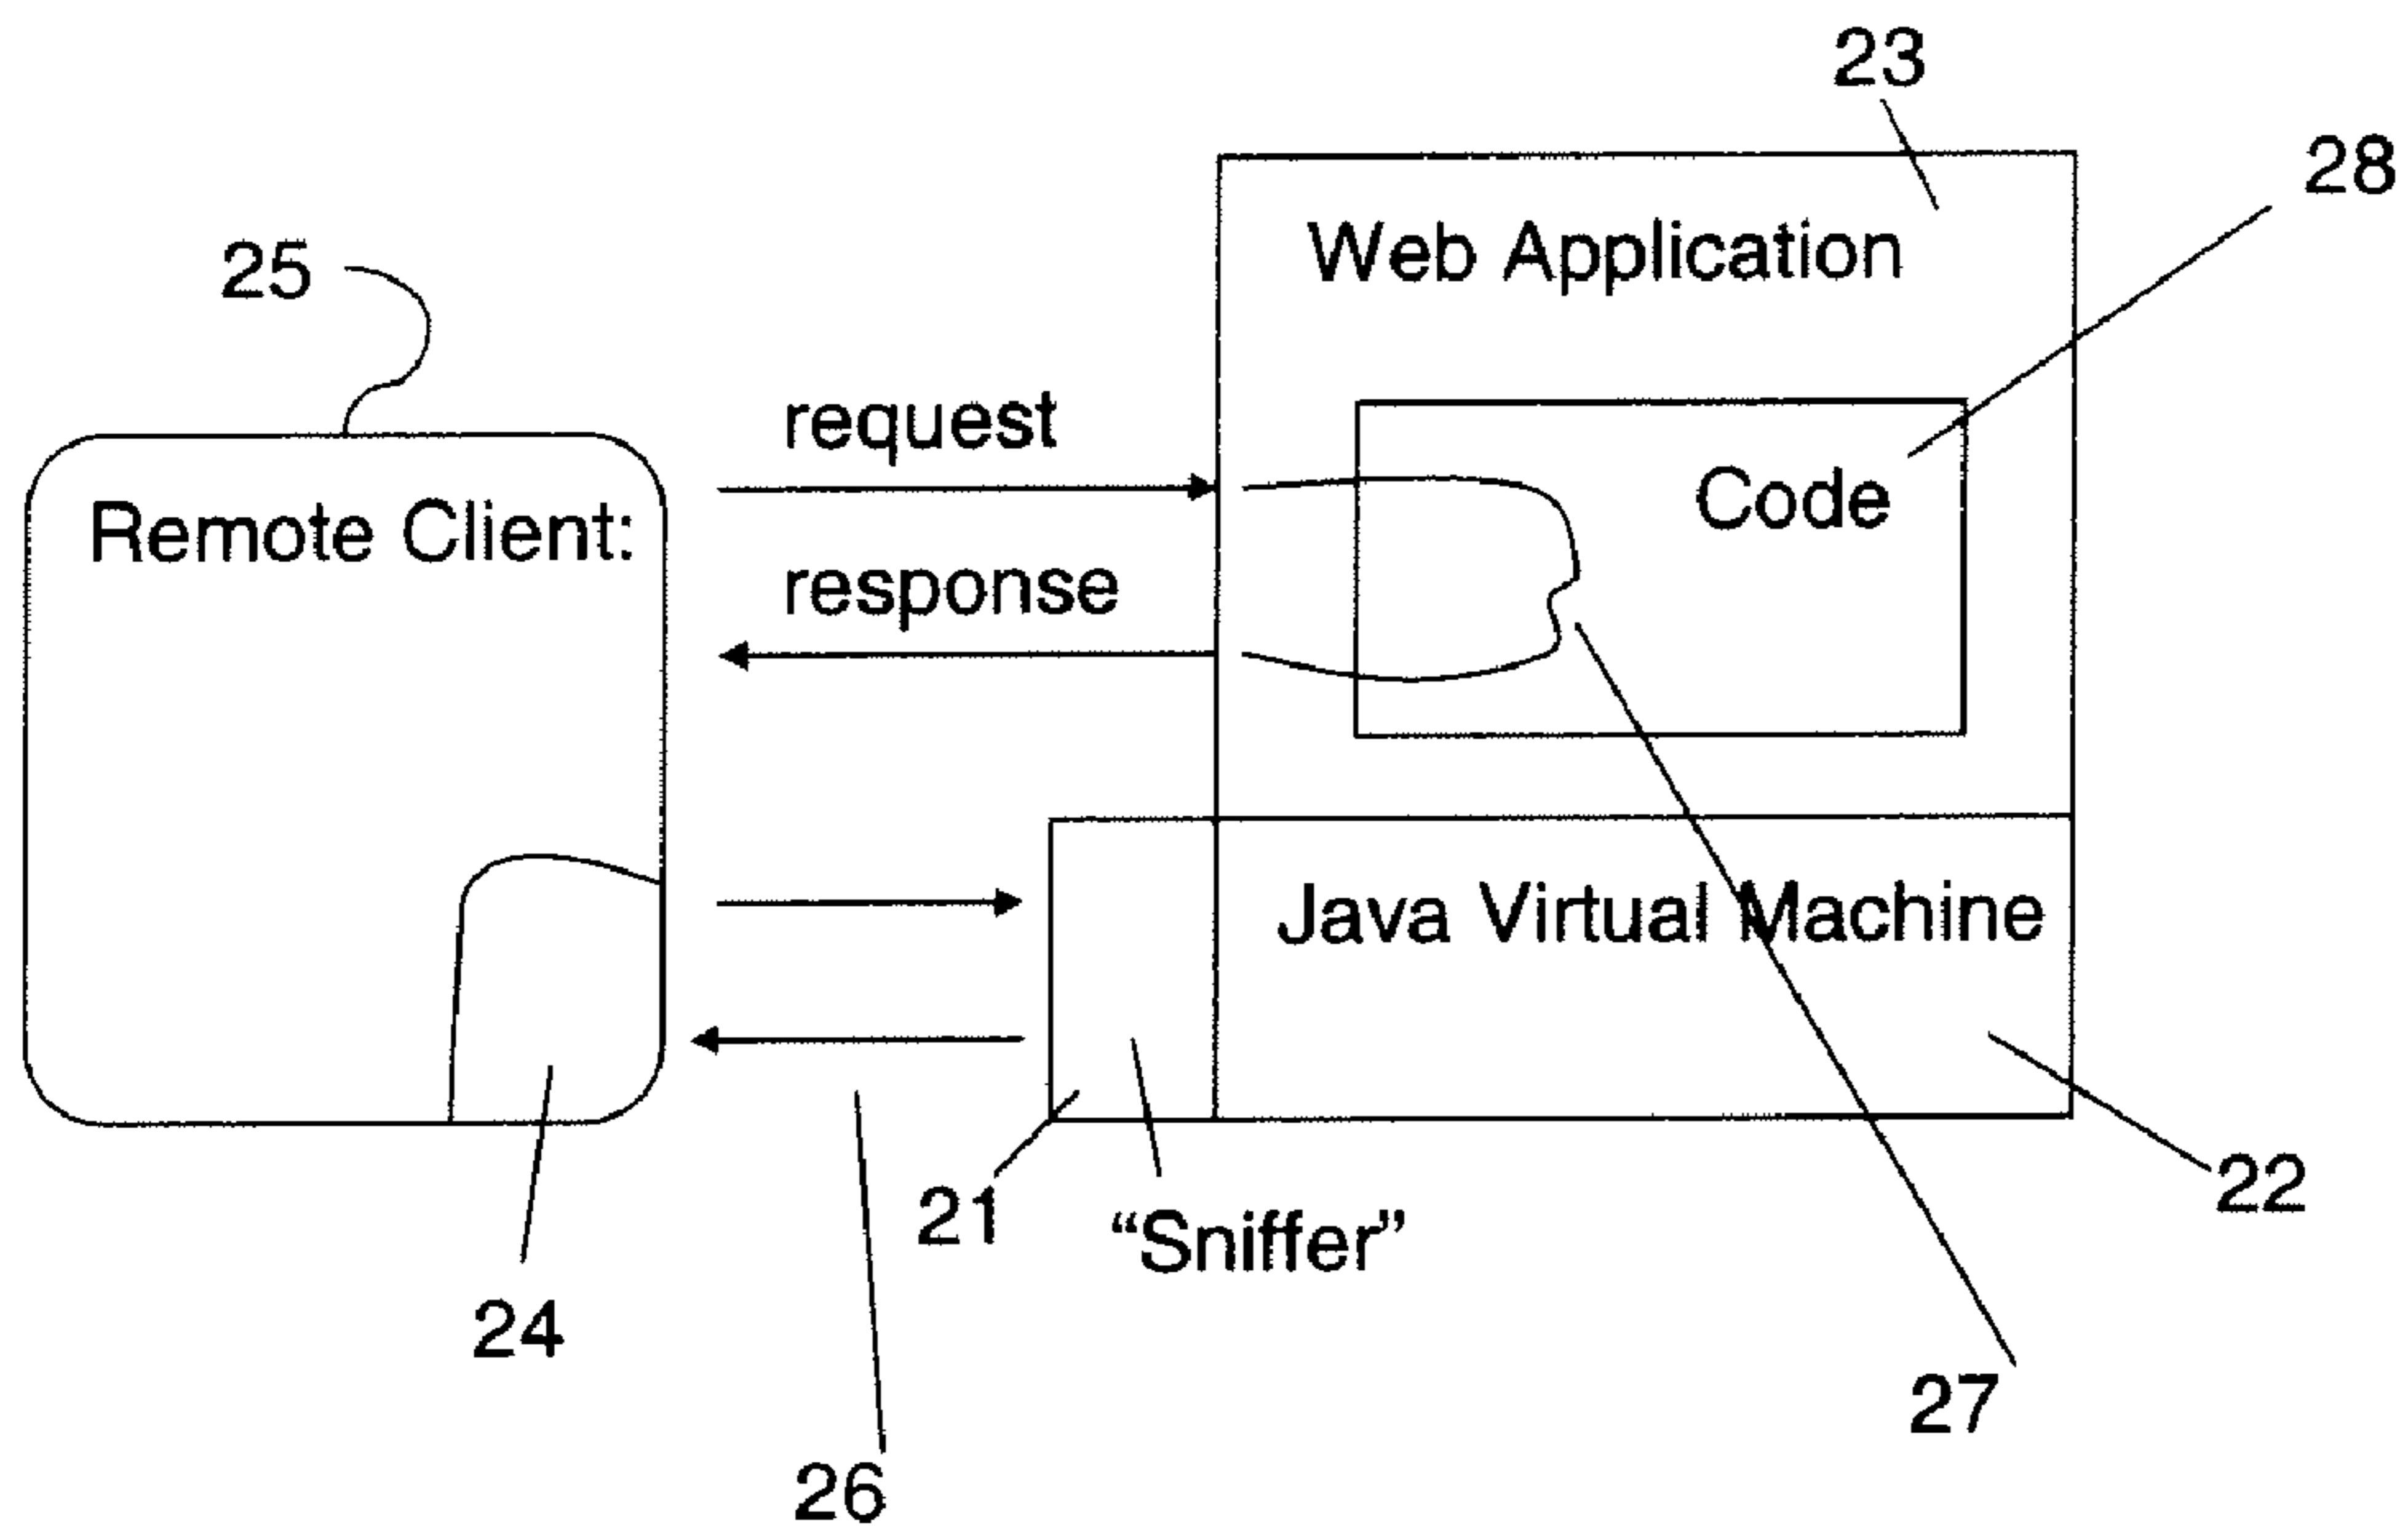 23
28
Web Application
25
request
Code
Remote Client:
response
Java Virtual Machine
21
"Sniffer"
22
24
27
26